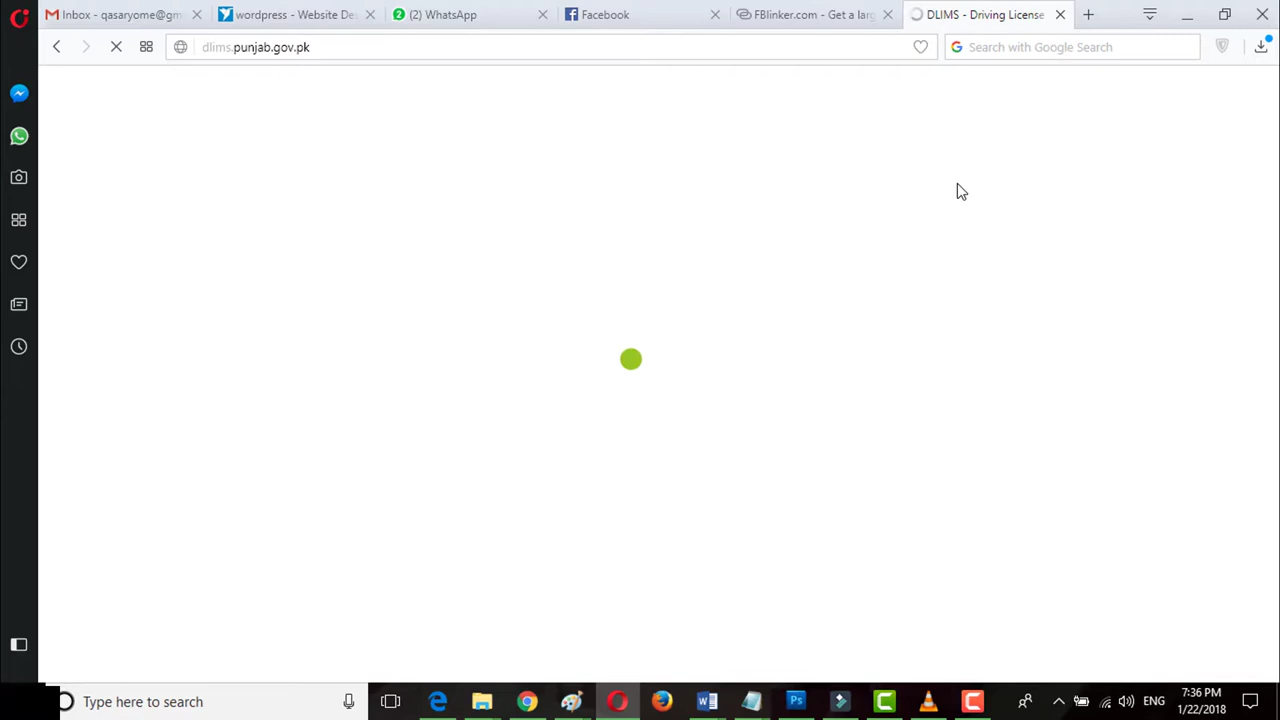 Inbox - qasaryome@gm
wordpress - Website De
(2) WhatsApp
Facebook
FBlinker.com - Get a larg
DLIMS - Driving License
dlims.punjab.gov.pk
Search with Google Search
Type here to search
ENG
7:36 PM
1/22/2018